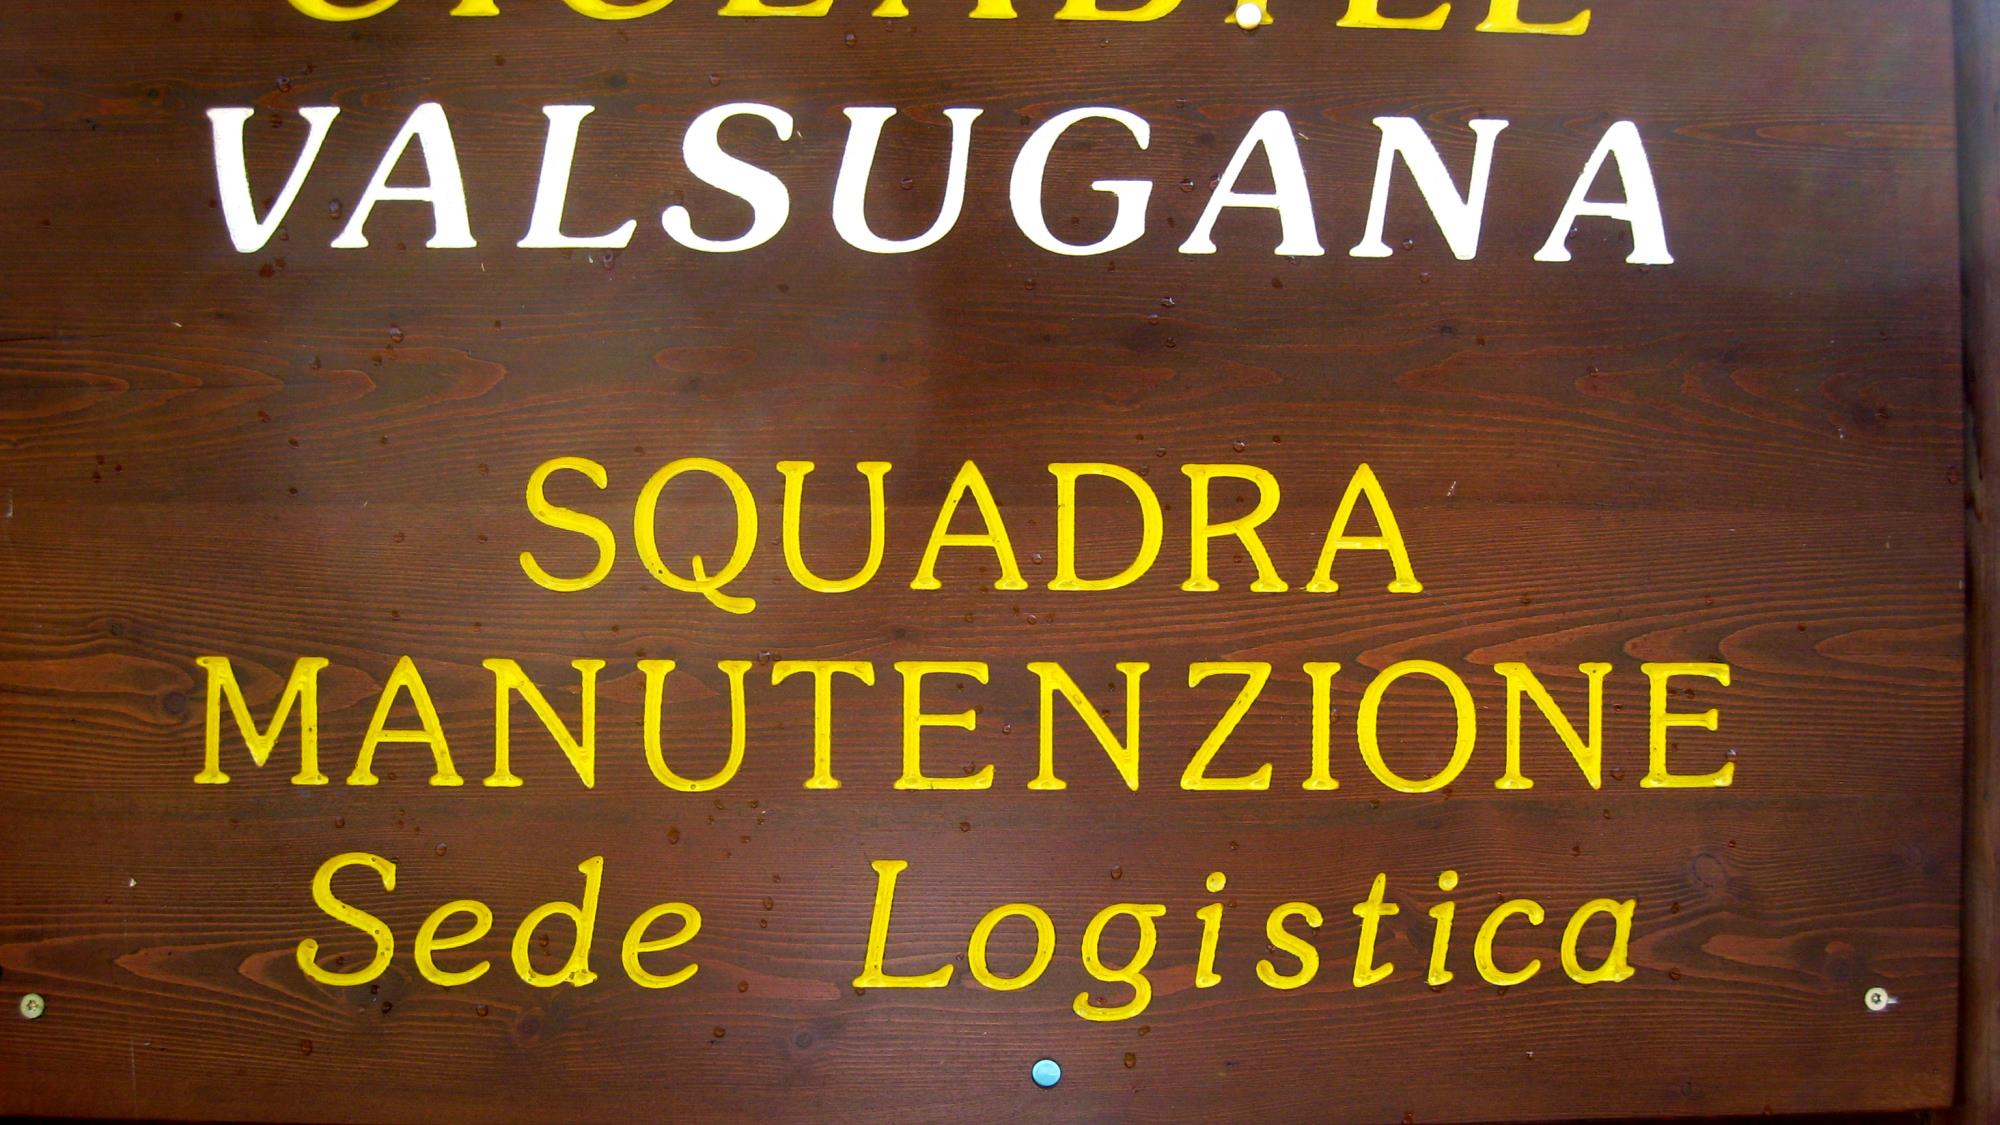 VALSUGANA
SQUADRA
MANUTENZIONE
Sede Logistica